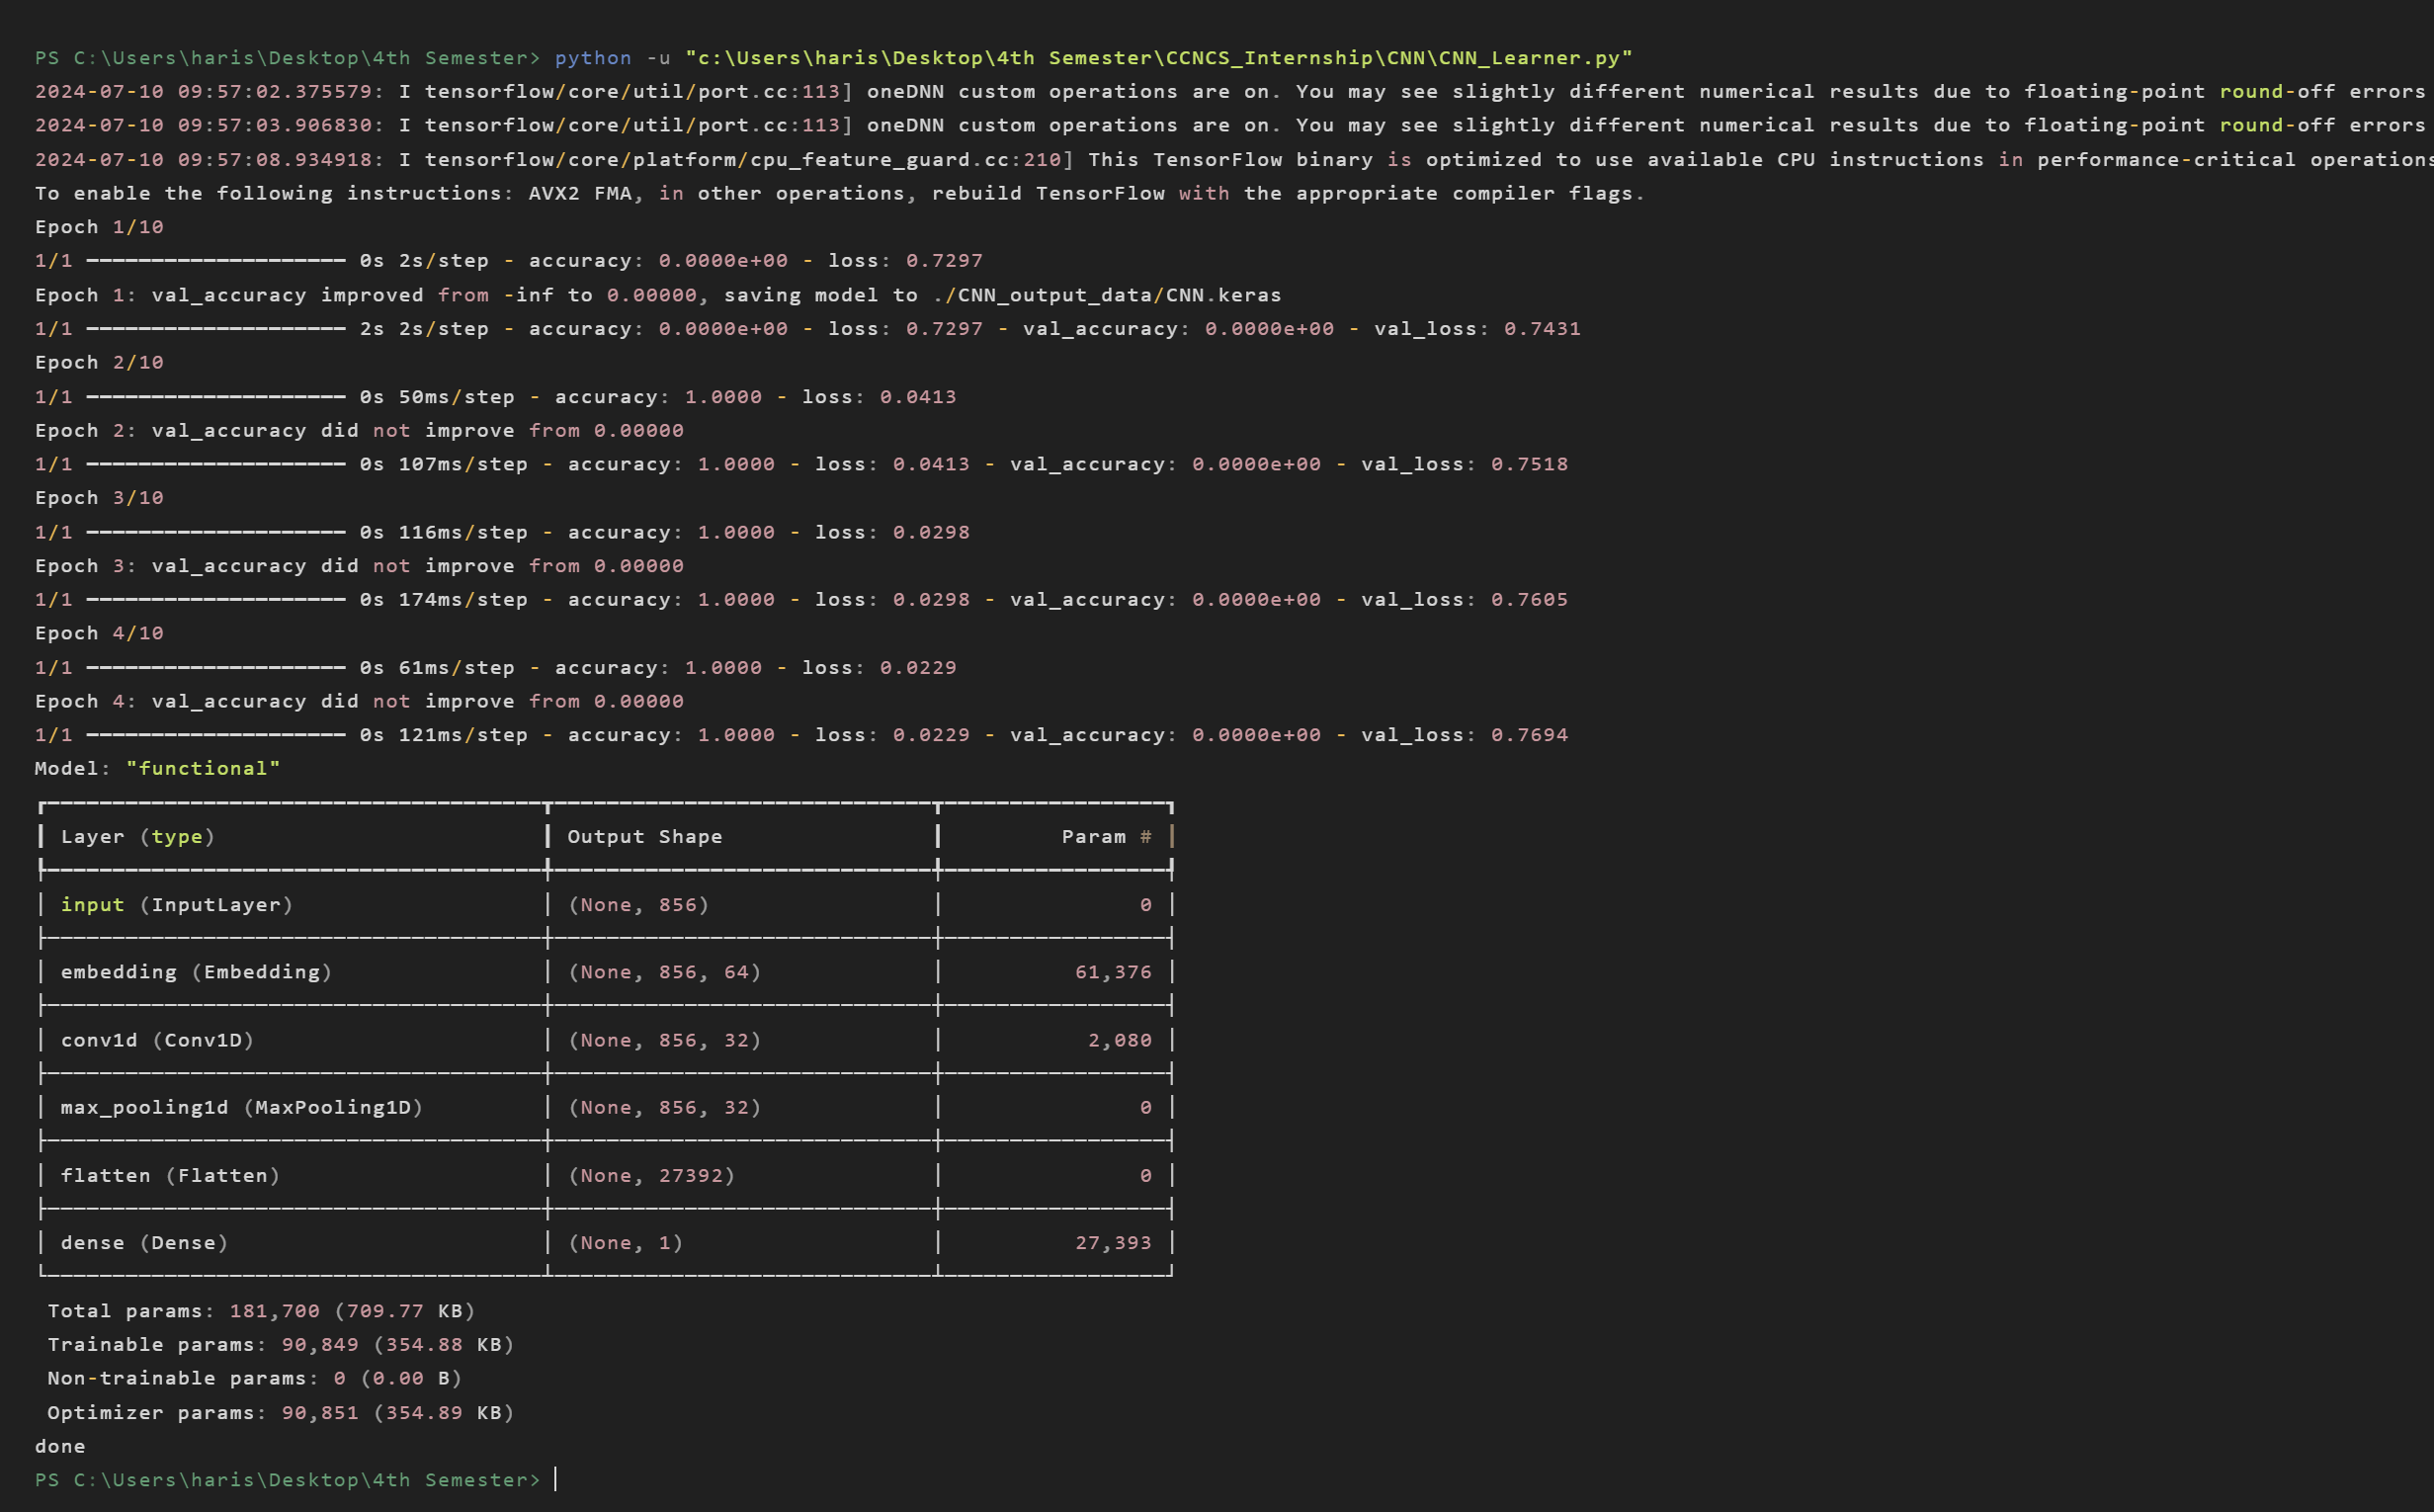 PS C:\Users\haris\Desktop\4th Semester> python -u "c:\Users\haris\Desktop\4th Semester\CCNCS_Internship\CNN\CNN_Learner.py"
2024-07-10 09:57:02.375579: I tensorflow/core/util/port.cc:113] oneDNN custom operations are on. You may see slightly different numerical results due to floating-point round-off errors
2024-07-10 09:57:03.906830: I tensorflow/core/util/port.cc:113] oneDNN custom operations are on. You may see slightly different numerical results due to floating-point round-off errors
2024-07-10 09:57:08.934918: I tensorflow/core/platform/cpu_feature_guard.cc:210] This TensorFlow binary is optimized to use available CPU instructions in performance-critical operations
To enable the following instructions: AVX2 FMA, in other operations, rebuild TensorFlow with the appropriate compiler flags.
Epoch 1/10
1/1 ━━━━━━━━━━━━━━━━━━━━ 0s 2s/step - accuracy: 0.0000e+00 - loss: 0.7297
Epoch 1: val_accuracy improved from -inf to 0.00000, saving model to ./CNN_output_data/CNN.keras
1/1 ━━━━━━━━━━━━━━━━━━━━ 2s 2s/step - accuracy: 0.0000e+00 - loss: 0.7297 - val_accuracy: 0.0000e+00 - val_loss: 0.7431
Epoch 2/10
1/1 ━━━━━━━━━━━━━━━━━━━━ 0s 50ms/step - accuracy: 1.0000 - loss: 0.0413
Epoch 2: val_accuracy did not improve from 0.00000
1/1 ━━━━━━━━━━━━━━━━━━━━ 0s 107ms/step - accuracy: 1.0000 - loss: 0.0413 - val_accuracy: 0.0000e+00 - val_loss: 0.7518
Epoch 3/10
1/1 ━━━━━━━━━━━━━━━━━━━━ 0s 116ms/step - accuracy: 1.0000 - loss: 0.0298
Epoch 3: val_accuracy did not improve from 0.00000
1/1 ━━━━━━━━━━━━━━━━━━━━ 0s 174ms/step - accuracy: 1.0000 - loss: 0.0298 - val_accuracy: 0.0000e+00 - val_loss: 0.7605
Epoch 4/10
1/1 ━━━━━━━━━━━━━━━━━━━━ 0s 61ms/step - accuracy: 1.0000 - loss: 0.0229
Epoch 4: val_accuracy did not improve from 0.00000
1/1 ━━━━━━━━━━━━━━━━━━━━ 0s 121ms/step - accuracy: 1.0000 - loss: 0.0229 - val_accuracy: 0.0000e+00 - val_loss: 0.7694
Model: "functional"
Layer (type) Output Shape Param #
input (InputLayer) (None, 856) 0
embedding (Embedding) (None, 856, 64) 61,376
conv1d (Conv1D) (None, 856, 32) 2,080
max_pooling1d (MaxPooling1D) (None, 856, 32) 0
flatten (Flatten) (None, 27392) 0
dense (Dense) (None, 1) 27,393
Total params: 181,700 (709.77 KB)
Trainable params: 90,849 (354.88 KB)
Non-trainable params: 0 (0.00 B)
Optimizer params: 90,851 (354.89 KB)
done
PS C:\Users\haris\Desktop\4th Semester>